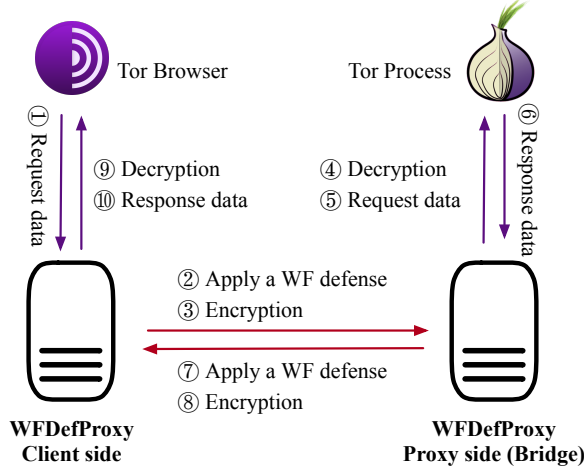 Tor Browser
Tor Process
① Request data
⑨ Decryption
⑩ Response data
④ Decryption
⑤ Request data
⑥ Response data
② Apply a WF defense
③ Encryption
⑦ Apply a WF defense
⑧ Encryption
WFDefProxy
Client side
WFDefProxy
Proxy side (Bridge)